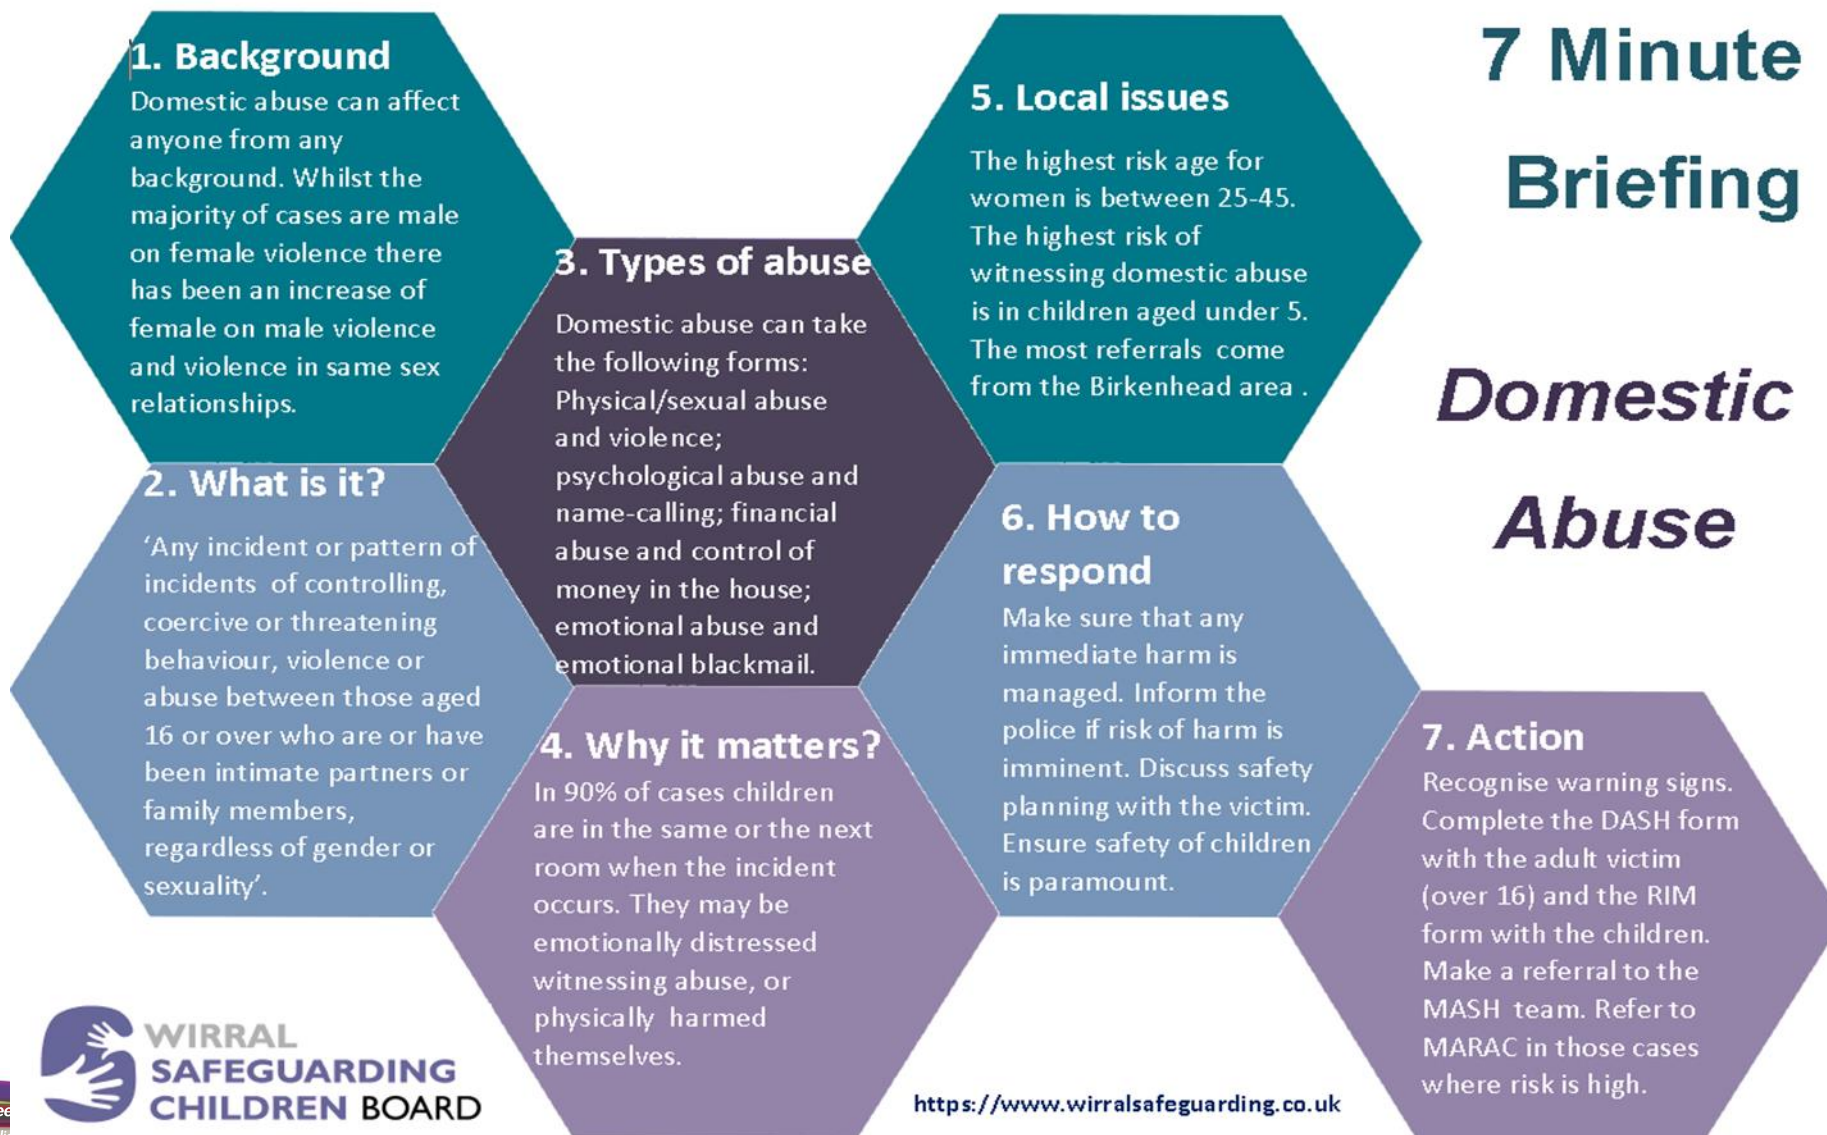 1. Background
Domestic abuse can affect
anyone from any
background. Whilst the
majority of cases are male
on female violence there
has been an increase of
female on male violence
and violence in same sex
relationships.
2. What is it?
‘Any incident or pattern of
incidents of controlling,
coercive or threatening
behaviour, violence or
abuse between those aged
16 or over who are or have
been intimate partners or
family members,
regardless of gender or
sexuality’.
3. Types of abuse
Domestic abuse can take
the following forms:
Physical/sexual abuse
and violence;
psychological abuse and
name-calling; financial
abuse and control of
money in the house;
emotional abuse and
emotional blackmail.
4. Why it matters?
In 90% of cases children
are in the same or the next
room when the incident
occurs. They may be
emotionally distressed
witnessing abuse, or
physically harmed
themselves.
5. Local issues
The highest risk age for
women is between 25-45.
The highest risk of
witnessing domestic abuse
is in children aged under 5.
The most referrals come
from the Birkenhead area .
6. How to
respond
Make sure that any
immediate harm is
managed. Inform the
police if risk of harm is
imminent. Discuss safety
planning with the victim.
Ensure safety of children
is paramount.
7. Action
Recognise warning signs.
Complete the DASH form
with the adult victim
(over 16) and the RIM
form with the children.
Make a referral to the
MASH team. Refer to
MARAC in those cases
where risk is high.
7 Minute
Briefing
Domestic
Abuse
WIRRAL
SAFEGUARDING
CHILDREN BOARD
https://www.wirralsafeguarding.co.uk